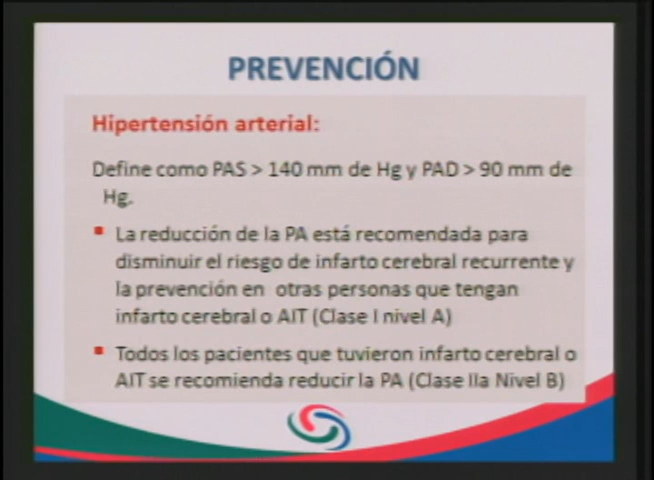 PREVENCIÓN
Hipertensión arterial:
Define como PAS > 140 mm de Hg y PAD > 90 mm de
Hg.
▪ La reducción de la PA está recomendada para
disminuir el riesgo de infarto cerebral recurrente y
la prevención en otras personas que tengan
infarto cerebral o AIT (Clase I nivel A)
▪ Todos los pacientes que tuvieron infarto cerebral o
AIT se recomienda reducir la PA (Clase IIa Nivel B)